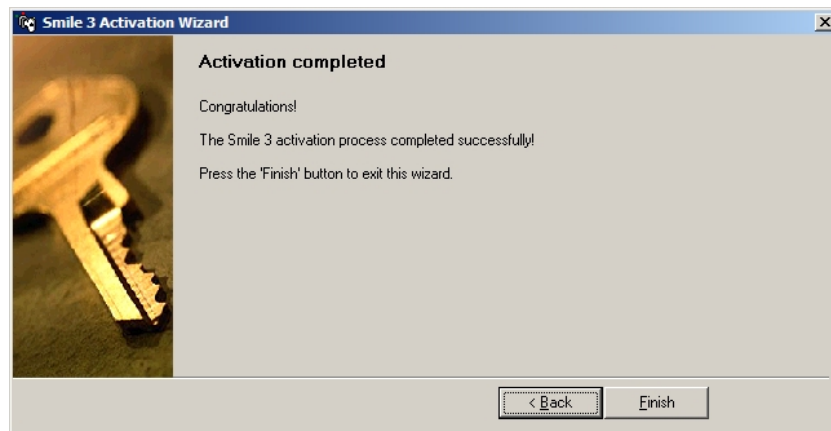 Smile 3 Activation Wizard
Activation completed
Congratulations!
The Smile 3 activation process completed successfully!
Press the 'Finish' button to exit this wizard.
< Back
Finish